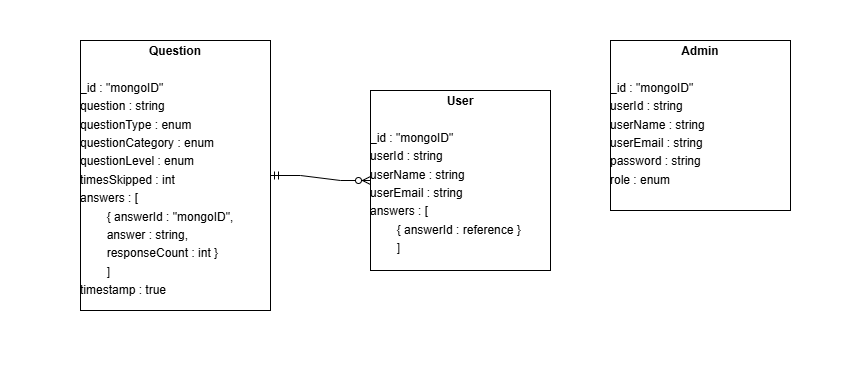 Question
_id : "mongoID"
question : string
questionType : enum
questionCategory : enum
questionLevel : enum
timesSkipped : int
answers : [
{ answerId : "mongoID",
answer : string,
responseCount : int }
]
timestamp : true
User
_id : "mongoID"
userId : string
userName : string
userEmail : string
answers : [
{ answerId : reference }
]
Admin
_id : "mongoID"
userId : string
userName : string
userEmail : string
password : string
role : enum